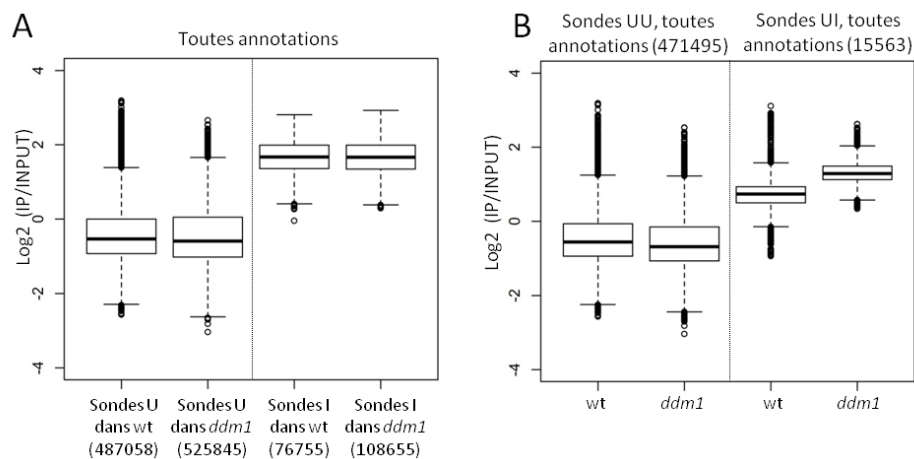 A
Toutes annotations
Log2 (IP/INPUT)
4
2
0
-2
-4
Sondes U dans wt (487058)
Sondes U dans ddm1 (525845)
Sondes I dans wt (76755)
Sondes I dans ddm1 (108655)
B
Sondes UU, toutes annotations (471495)
Sondes UI, toutes annotations (15563)
Log2 (IP/INPUT)
4
2
0
-2
-4
wt
ddm1
wt
ddm1